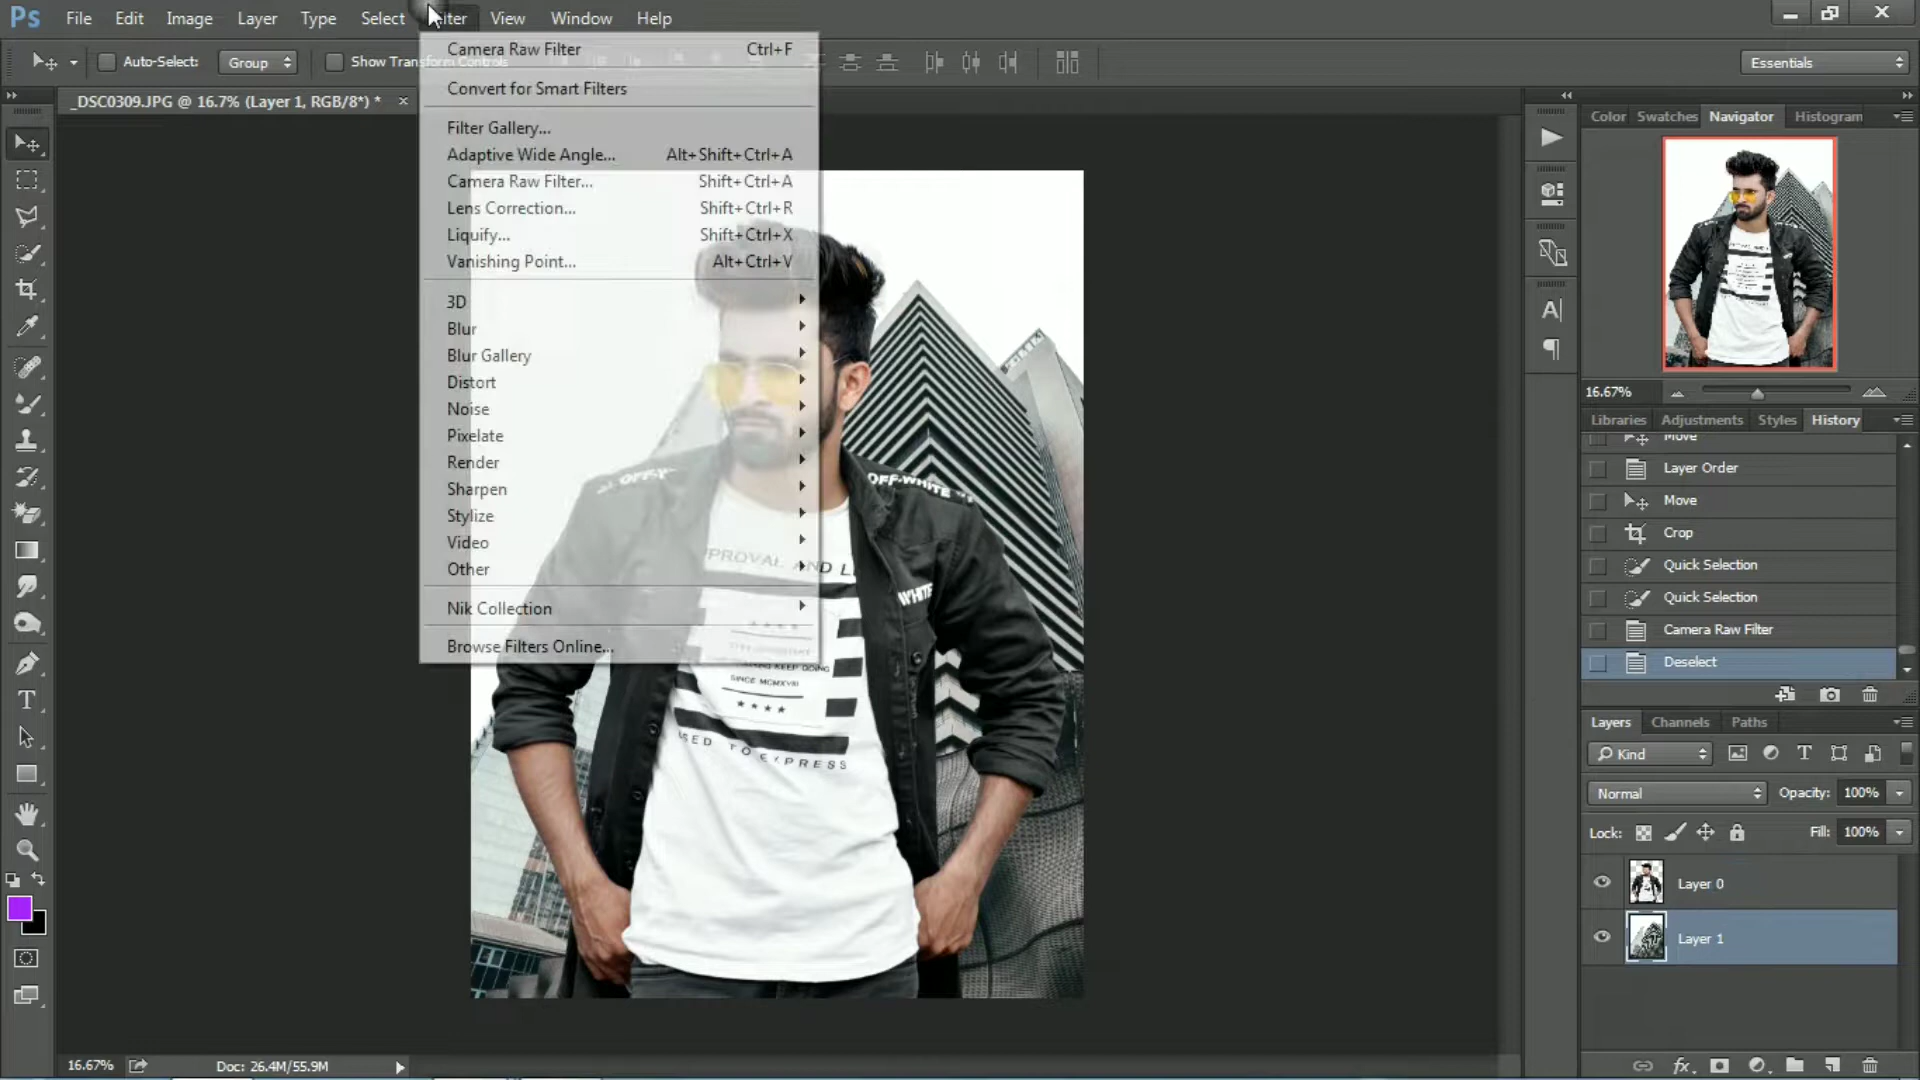 Ps File Edit Image Layer Type Select Filter View Window Help
Auto-Select: Group Show Transform Controls Essentials
_DSC0309.JPG @ 16.7% (Layer 1, RGB/8*) * ×
Camera Raw Filter Ctrl+F
Convert for Smart Filters
Filter Gallery...
Adaptive Wide Angle... Alt+Shift+Ctrl+A
Camera Raw Filter... Shift+Ctrl+A
Lens Correction... Shift+Ctrl+R
Liquify... Shift+Ctrl+X
Vanishing Point... Alt+Ctrl+V
3D
Blur
Blur Gallery
Distort
Noise
Pixelate
Render
Sharpen
Stylize
Video
Other
Nik Collection
Browse Filters Online...
OFF-WHITE
PROVAL AND L
WHITE
KEEP GOING
SINCE MCMXVIII
★★★★
USED TO EXPRESS
Color Swatches Navigator Histogram
16.67%
Libraries Adjustments Styles History
Move
Layer Order
Move
Crop
Quick Selection
Quick Selection
Camera Raw Filter
Deselect
Layers Channels Paths
Kind
Normal Opacity: 100%
Lock: Fill: 100%
Layer 0
Layer 1
16.67% Doc: 26.4M/55.9M